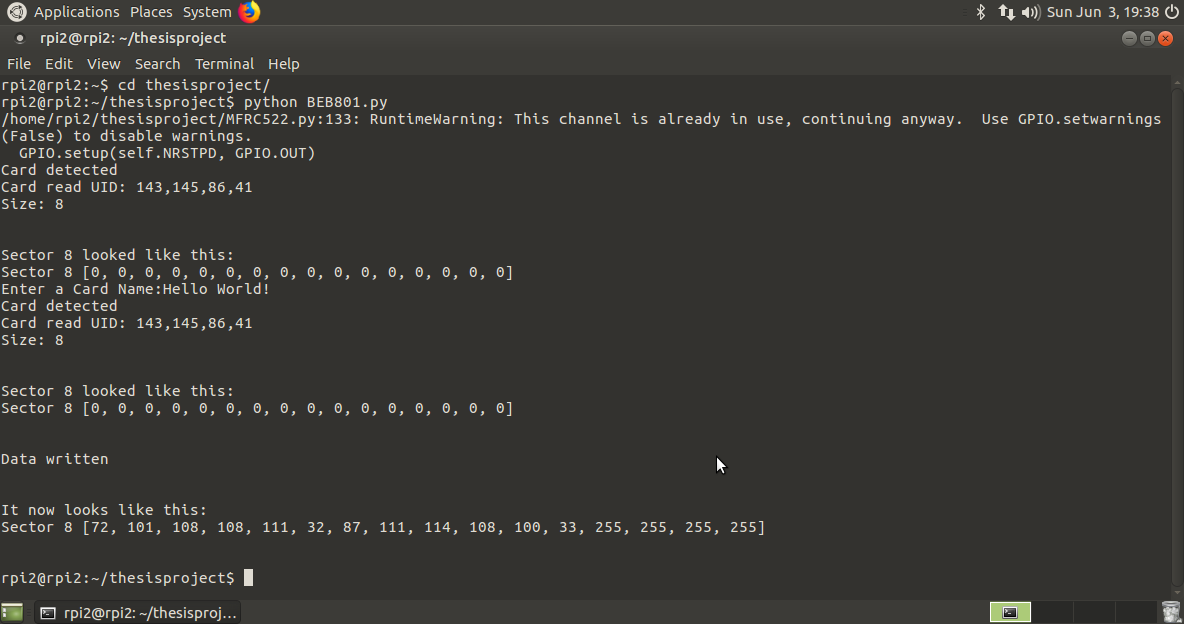 Applications Places System Sun Jun 3, 19:38
rpi2@rpi2: ~/thesisproject
File Edit View Search Terminal Help
rpi2@rpi2:~$ cd thesisproject/
rpi2@rpi2:~/thesisproject$ python BEB801.py
/home/rpi2/thesisproject/MFRC522.py:133: RuntimeWarning: This channel is already in use, continuing anyway.  Use GPIO.setwarnings
(False) to disable warnings.
  GPIO.setup(self.NRSTPD, GPIO.OUT)
Card detected
Card read UID: 143,145,86,41
Size: 8
Sector 8 looked like this:
Sector 8 [0, 0, 0, 0, 0, 0, 0, 0, 0, 0, 0, 0, 0, 0, 0, 0]
Enter a Card Name:Hello World!
Card detected
Card read UID: 143,145,86,41
Size: 8
Sector 8 looked like this:
Sector 8 [0, 0, 0, 0, 0, 0, 0, 0, 0, 0, 0, 0, 0, 0, 0, 0]
Data written
It now looks like this:
Sector 8 [72, 101, 108, 108, 111, 32, 87, 111, 114, 108, 100, 33, 255, 255, 255, 255]
rpi2@rpi2:~/thesisproject$
rpi2@rpi2: ~/thesisproj...